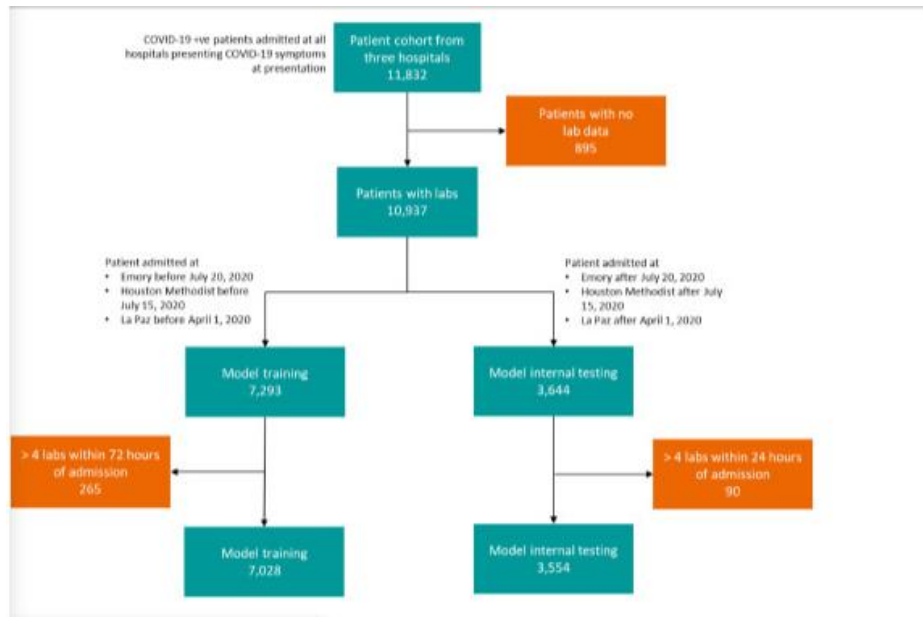 COVID-19 +ve patients admitted at all
hospitals presenting COVID-19 symptoms
at presentation
Patient cohort from
three hospitals
11,832
Patients with no
lab data
895
Patients with labs
10,937
Patient admitted at
• Emory before July 20, 2020
• Houston Methodist before
July 15, 2020
• La Paz before April 1, 2020
Patient admitted at
• Emory after July 20, 2020
• Houston Methodist after July
15, 2020
• La Paz after April 1, 2020
Model training
7,293
Model internal testing
3,644
> 4 labs within 72 hours
of admission
265
> 4 labs within 24 hours
of admission
90
Model training
7,028
Model internal testing
3,554